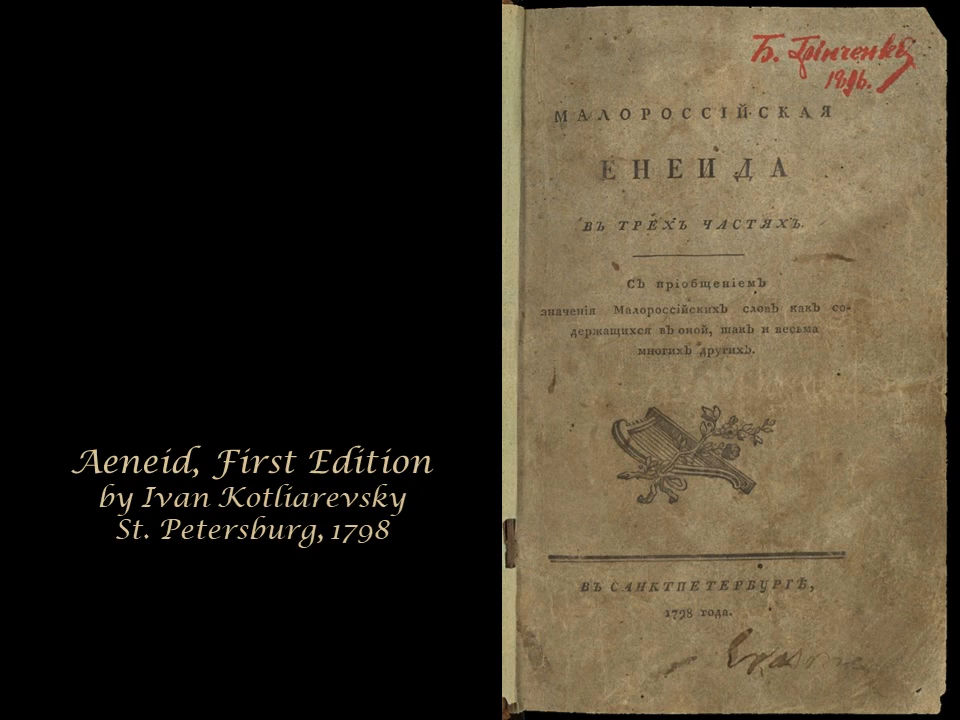 Aeneid, First Edition
by Ivan Kotliarevsky
St. Petersburg, 1798
Б. Грінченкъ
1896.
МАЛОРОССІЙСКАЯ
ЕНЕИДА
ВЪ ТРЕХЪ ЧАСТЯХЪ.
Съ пріобщеніемъ
значенія Малороссійскихъ словъ какъ со-
держащихся въ оной, такъ и весьма
многихъ другихъ.
ВЪ САНКТПЕТЕРБУРГѢ,
1798 года.